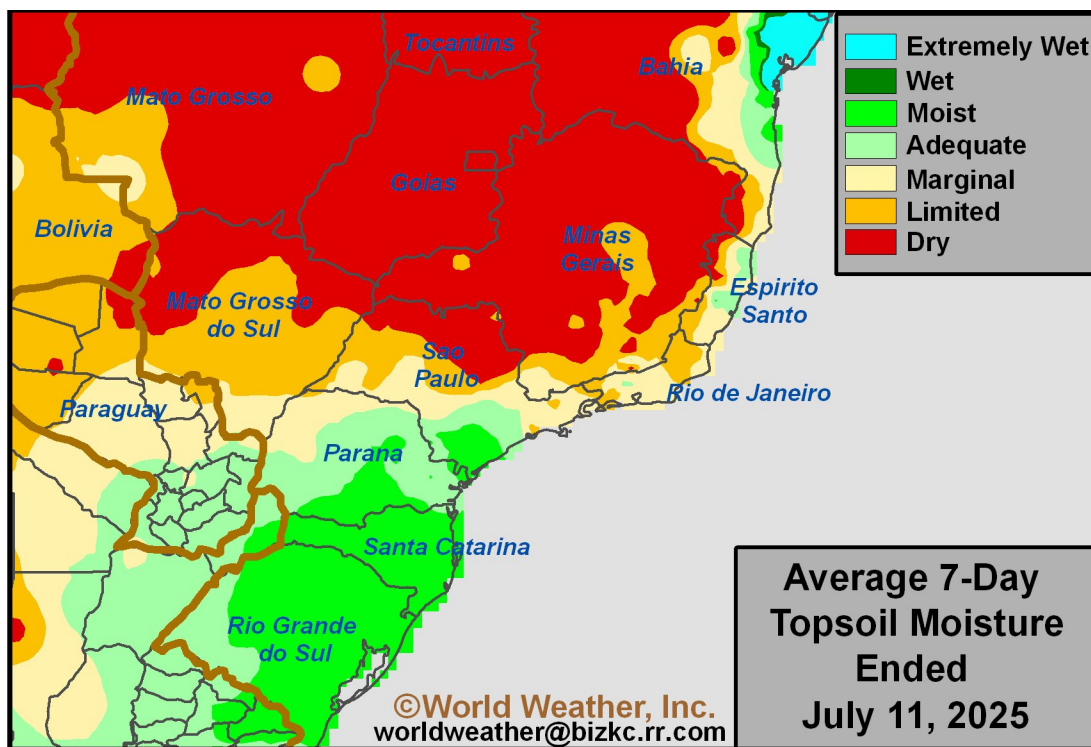 Tocantins
Bahia
Mato Grosso
Goias
Bolivia
Minas
Gerais
Mato Grosso
do Sul
Espirito
Santo
Sao
Paulo
Rio de Janeiro
Paraguay
Parana
Santa Catarina
Rio Grande
do Sul
Extremely Wet
Wet
Moist
Adequate
Marginal
Limited
Dry
Average 7-Day
Topsoil Moisture
Ended
July 11, 2025
©World Weather, Inc.
worldweather@bizkc.rr.com